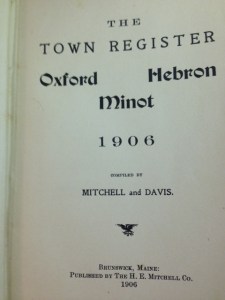 THE
TOWN REGISTER
Oxford Hebron
Minot
1906
COMPILED BY
MITCHELL AND DAVIS.
BRUNSWICK, MAINE:
PUBLISHED BY THE H. E. MITCHELL CO.
1906